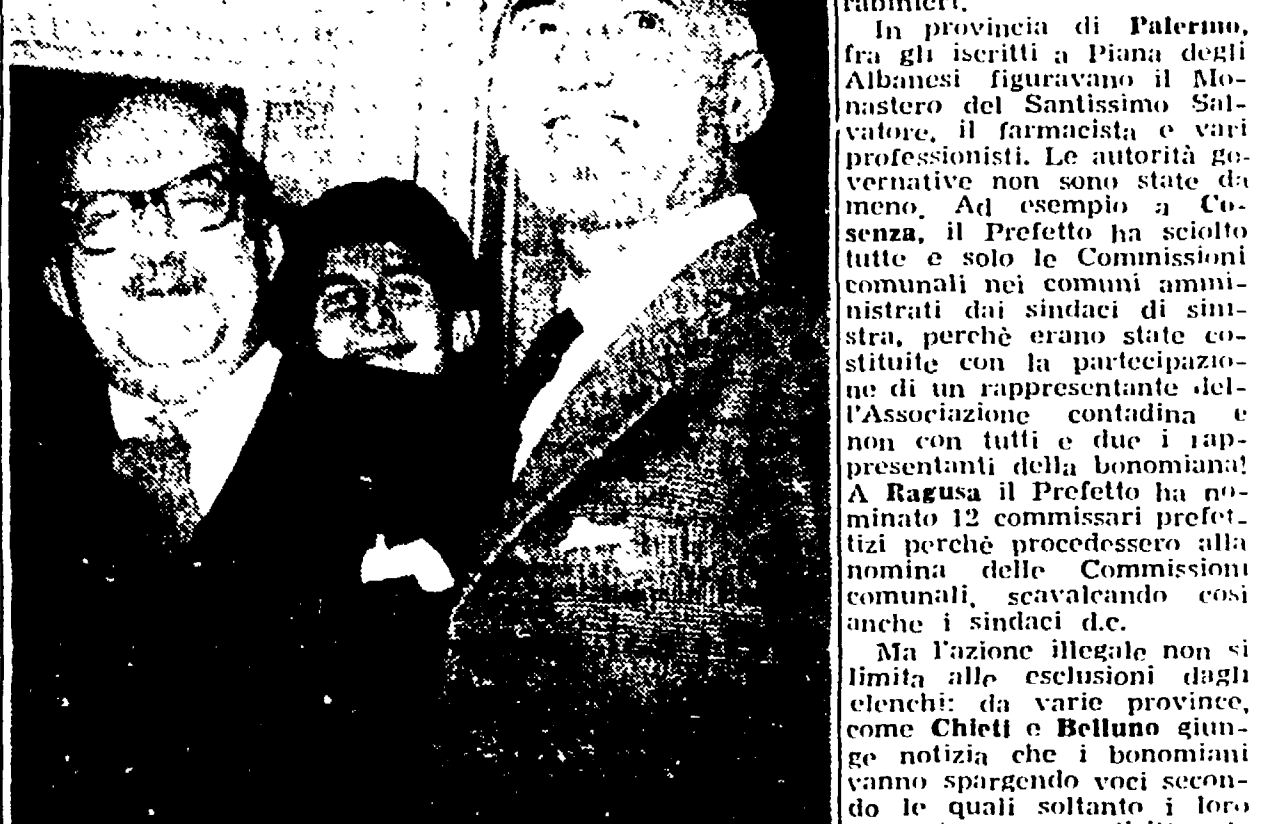 rabinieri.
In provincia di Palermo,
fra gli iscritti a Piana degli
Albanesi figuravano il Mo-
nastero del Santissimo Sal-
vatore, il farmacista e vari
professionisti. Le autorità go-
vernative non sono state da
meno. Ad esempio a Co-
senza, il Prefetto ha sciolto
tutte e solo le Commissioni
comunali nei comuni ammi-
nistrati dai sindaci di sini-
stra, perchè erano state co-
stituite con la partecipazio-
ne di un rappresentante del-
l'Associazione contadina e
non con tutti e due i rap-
presentanti della bonomiana!
A Ragusa il Prefetto ha no-
minato 12 commissari prefet-
tizi perchè procedessero alla
nomina delle Commissioni
comunali, scavalcando così
anche i sindaci d.c.
Ma l'azione illegale non si
limita alle esclusioni dagli
elenchi: da varie province,
come Chieti e Belluno giun-
ge notizia che i bonomiani
vanno spargendo voci secon-
do le quali soltanto i loro